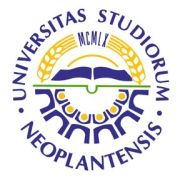 · UNIVERSITAS STUDIORUM ·
MCMLX
NEOPLANTENSIS